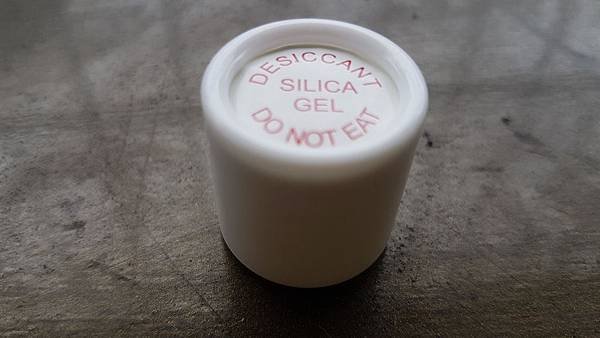 DESICCANT
SILICA
GEL
DO NOT EAT